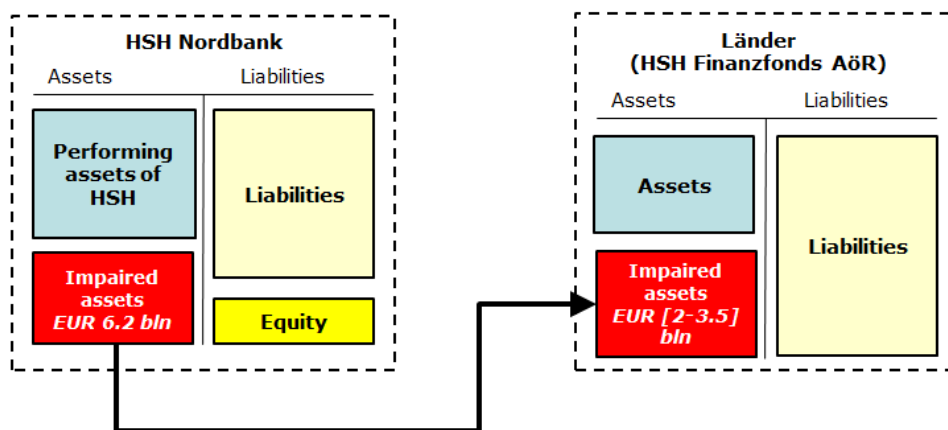 HSH Nordbank
Assets
Liabilities
Performing
assets of
HSH
Liabilities
Impaired
assets
EUR 6.2 bln
Equity
Länder
(HSH Finanzfonds AöR)
Assets
Liabilities
Assets
Liabilities
Impaired
assets
EUR [2-3.5]
bln